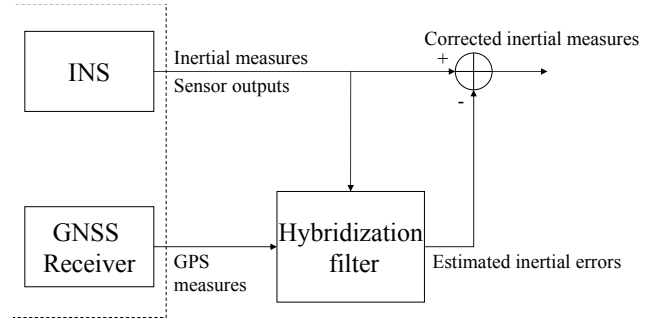 Corrected inertial measures
INS
Inertial measures
Sensor outputs
+
-
GNSS
Receiver
GPS
measures
Hybridization
filter
Estimated inertial errors